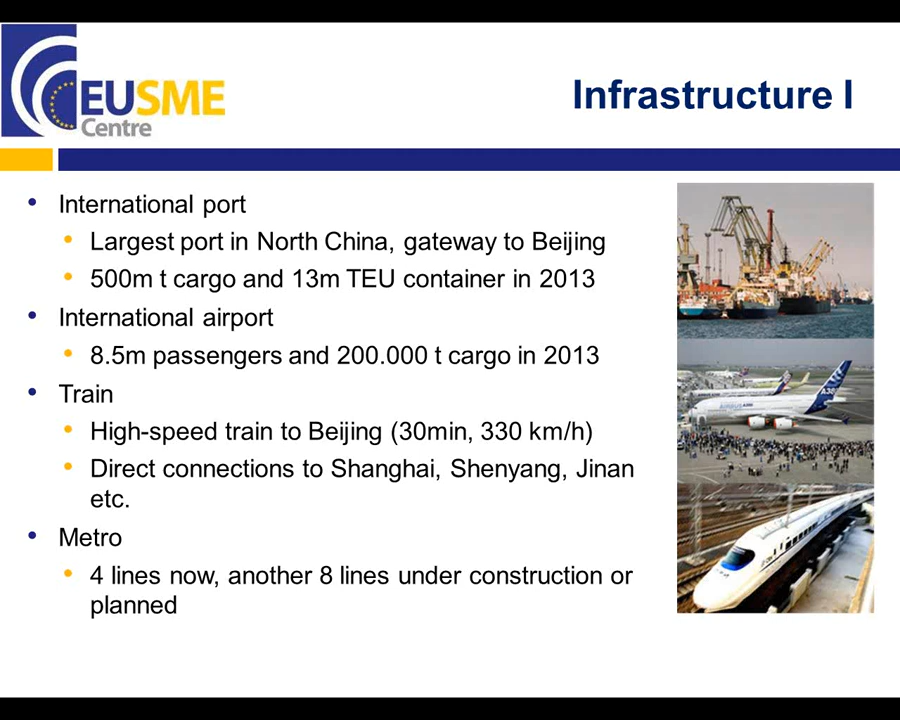 EUSME
Centre
Infrastructure I
• International port
• Largest port in North China, gateway to Beijing
• 500m t cargo and 13m TEU container in 2013
• International airport
• 8.5m passengers and 200.000 t cargo in 2013
• Train
• High-speed train to Beijing (30min, 330 km/h)
• Direct connections to Shanghai, Shenyang, Jinan
etc.
• Metro
• 4 lines now, another 8 lines under construction or
planned
A380